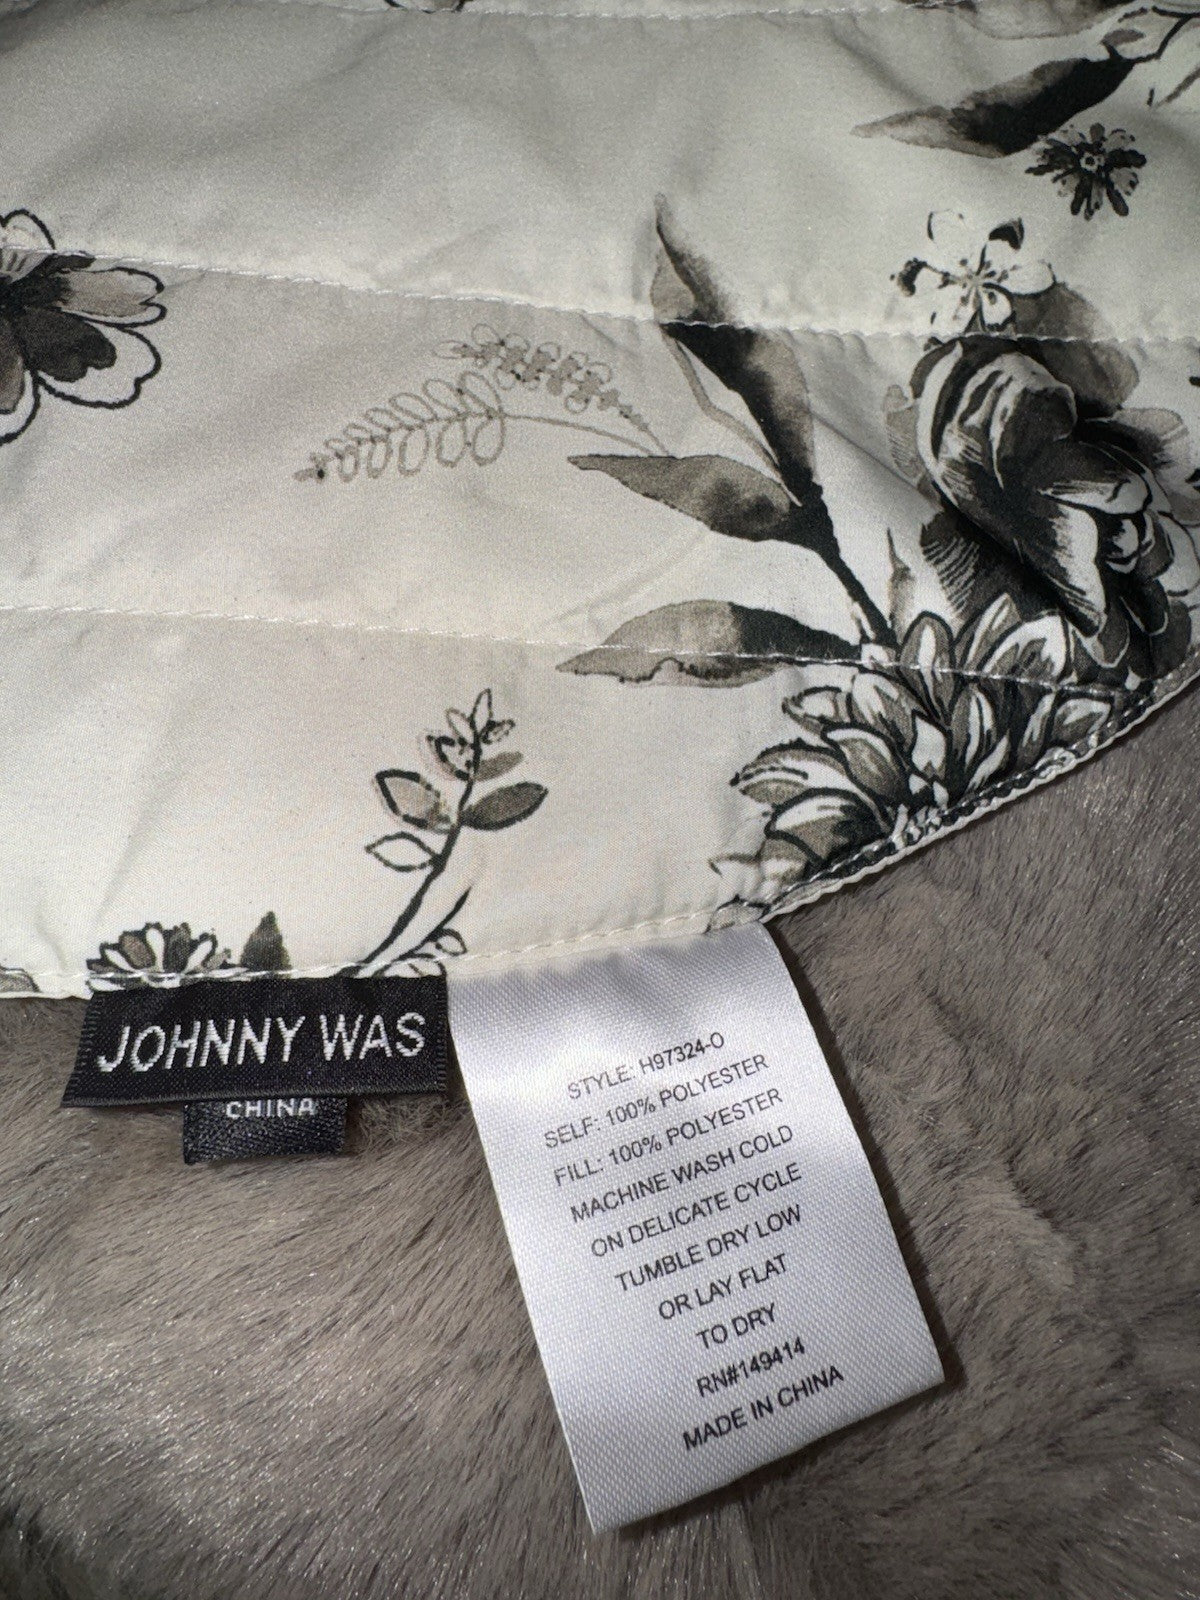 JOHNNY WAS
CHINA
STYLE: H97324-O
SELF: 100% POLYESTER
FILL: 100% POLYESTER
MACHINE WASH COLD
ON DELICATE CYCLE
TUMBLE DRY LOW
OR LAY FLAT
TO DRY
RN#149414
MADE IN CHINA